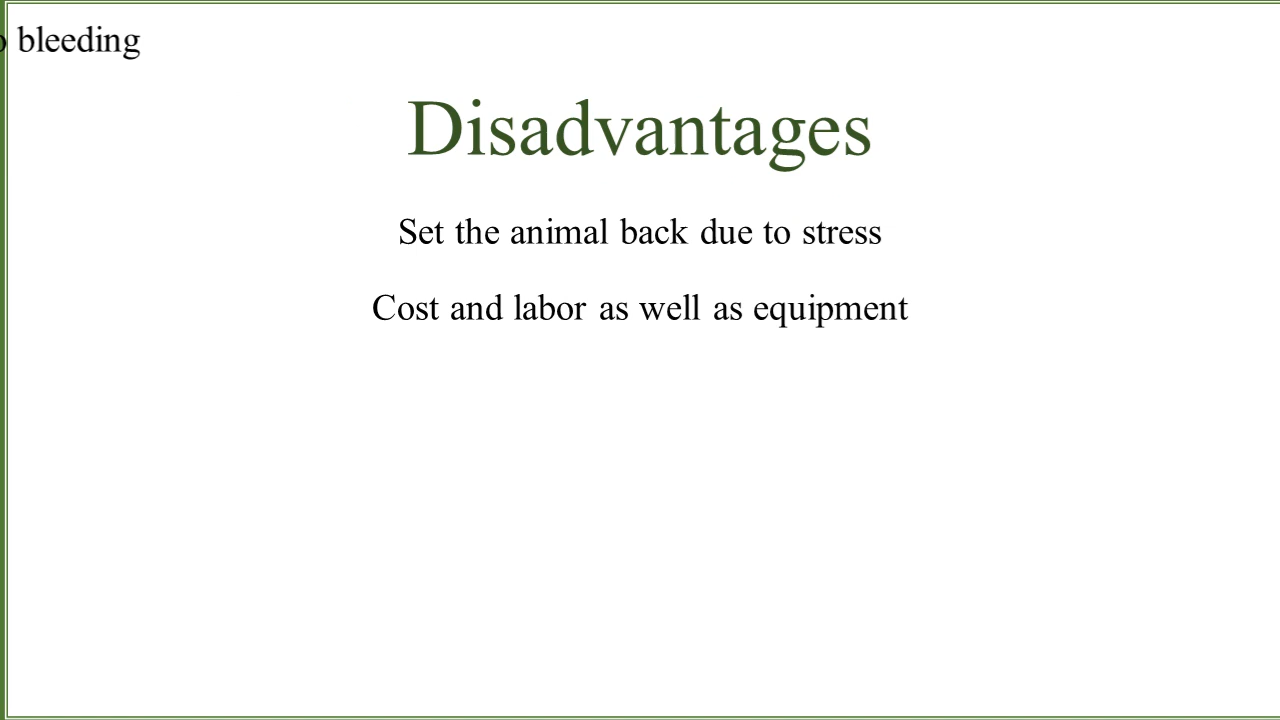 bleeding
Disadvantages
Set the animal back due to stress
Cost and labor as well as equipment